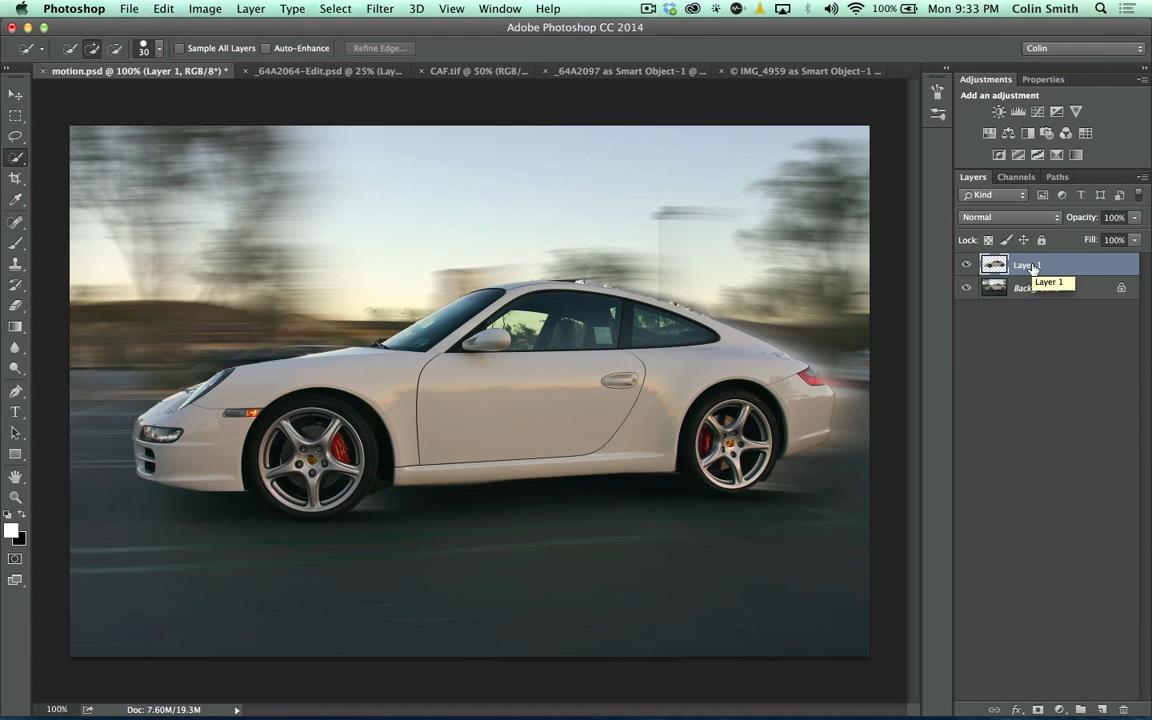 Photoshop File Edit Image Layer Type Select Filter 3D View Window Help 100% Mon 9:33 PM Colin Smith
Adobe Photoshop CC 2014
30 Sample All Layers Auto-Enhance Refine Edge... Colin
× motion.psd @ 100% (Layer 1, RGB/8*) * × _64A2064-Edit.psd @ 25% (Lay... × CAF.tif @ 50% (RGB/... × _64A2097 as Smart Object-1 @ ... × © IMG_4959 as Smart Object-1 ...
Adjustments Properties
Add an adjustment
Layers Channels Paths
Kind
Normal Opacity: 100%
Lock: Fill: 100%
Layer 1
Layer 1
100% Doc: 7.60M/19.3M